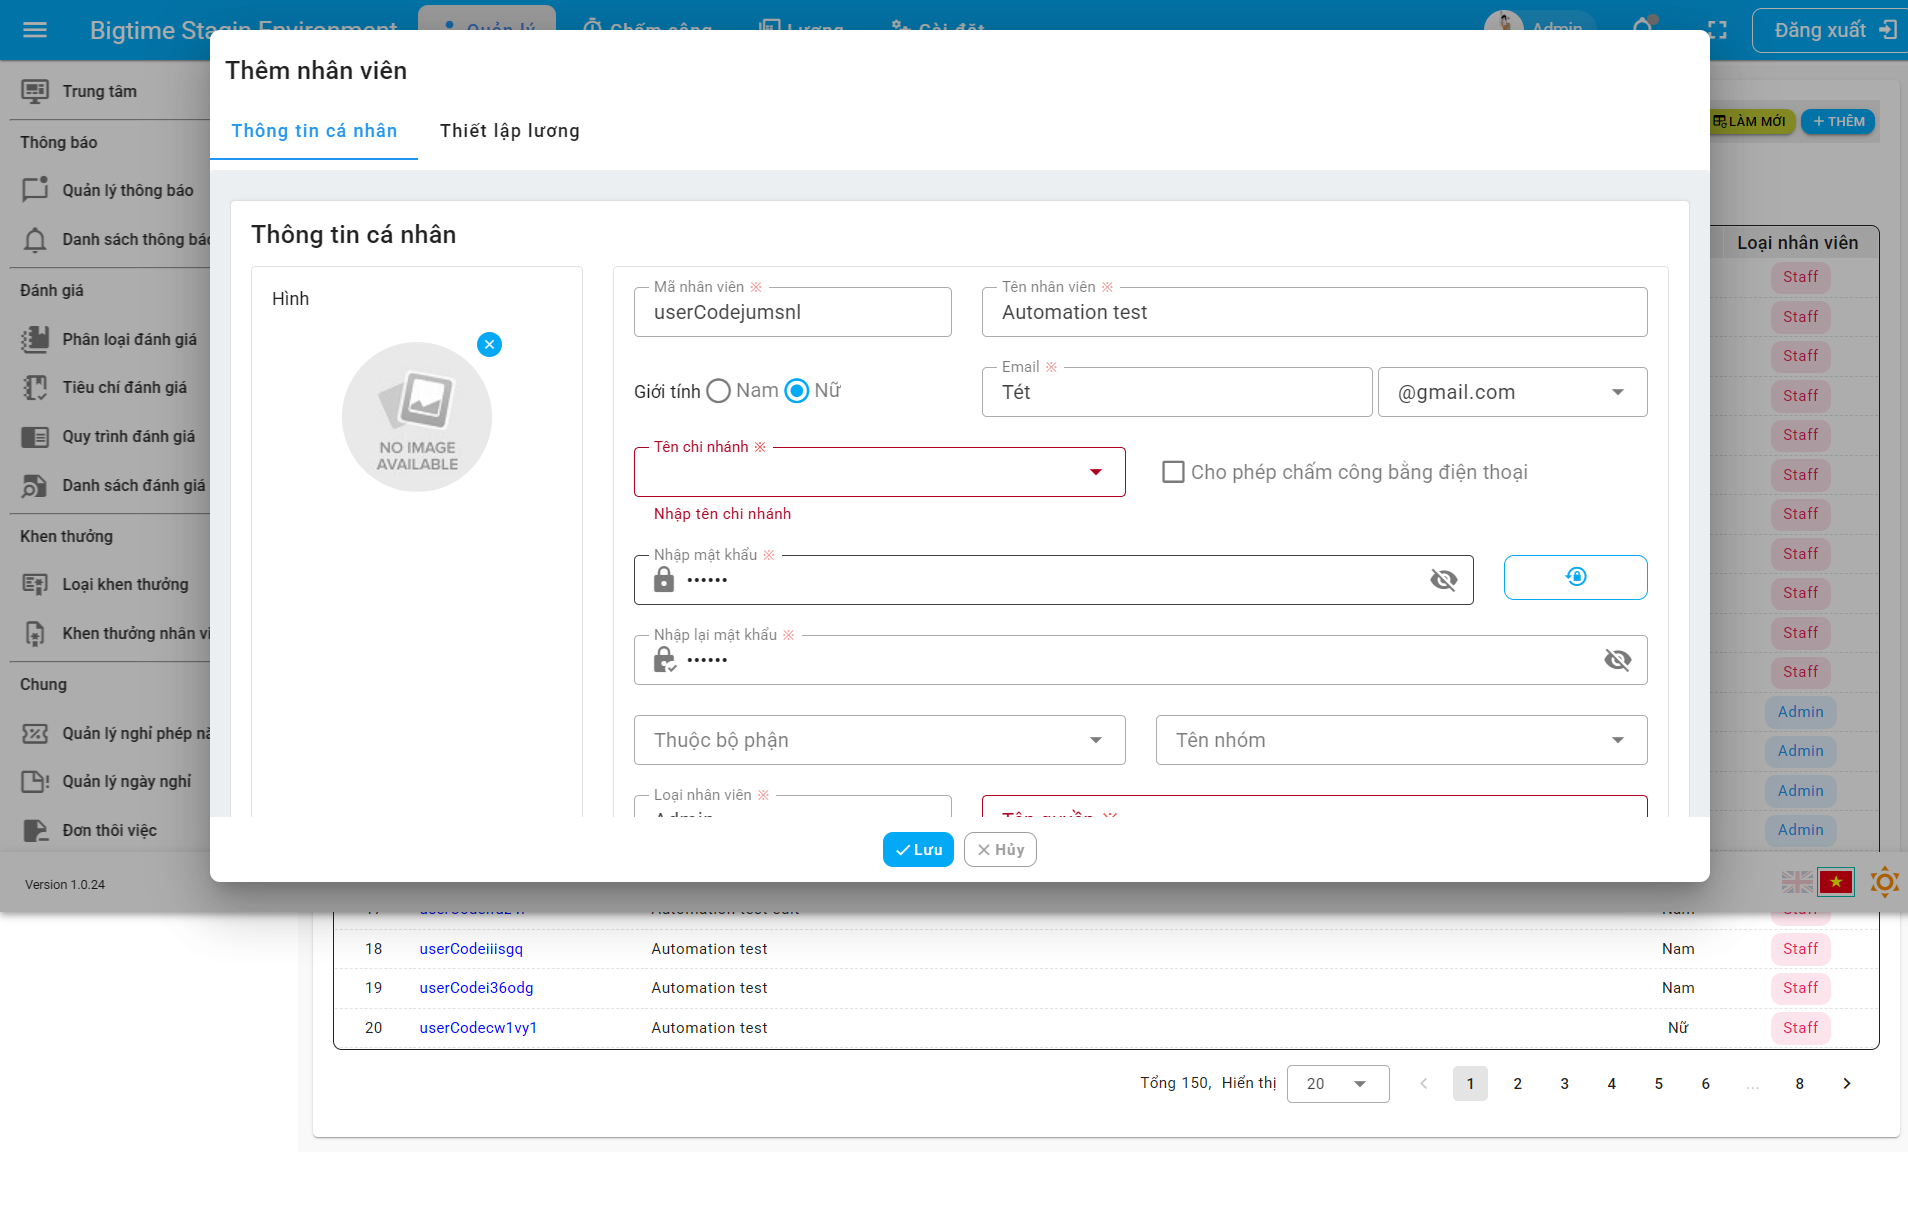 Bigtime Stagin Environment
Quản lý
Chấm công
Lương
Cài đặt
Admin
Đăng xuất
Trung tâm
Thông báo
Quản lý thông báo
Danh sách thông báo
Đánh giá
Phân loại đánh giá
Tiêu chí đánh giá
Quy trình đánh giá
Danh sách đánh giá
Khen thưởng
Loại khen thưởng
Khen thưởng nhân vi
Chung
Quản lý nghỉ phép nă
Quản lý ngày nghỉ
Đơn thôi việc
Version 1.0.24
Thêm nhân viên
Thông tin cá nhân
Thiết lập lương
Thông tin cá nhân
Hình
NO IMAGE
AVAILABLE
Mã nhân viên ※
userCodejumsnl
Tên nhân viên ※
Automation test
Giới tính Nam Nữ
Email ※
Tét
@gmail.com
Tên chi nhánh ※
Nhập tên chi nhánh
Cho phép chấm công bằng điện thoại
Nhập mật khẩu ※
••••••
Nhập lại mật khẩu ※
••••••
Thuộc bộ phận
Tên nhóm
Loại nhân viên ※
Admin
Tên quyền ※
Lưu
Hủy
LÀM MỚI
+ THÊM
Loại nhân viên
Staff
Staff
Staff
Staff
Staff
Staff
Staff
Staff
Staff
Staff
Staff
Admin
Admin
Admin
Admin
Nam Staff
18 userCodeiiisgq Automation test Nam Staff
19 userCodei36odg Automation test Nam Staff
20 userCodecw1vy1 Automation test Nữ Staff
Tổng 150, Hiển thị 20 1 2 3 4 5 6 ... 8